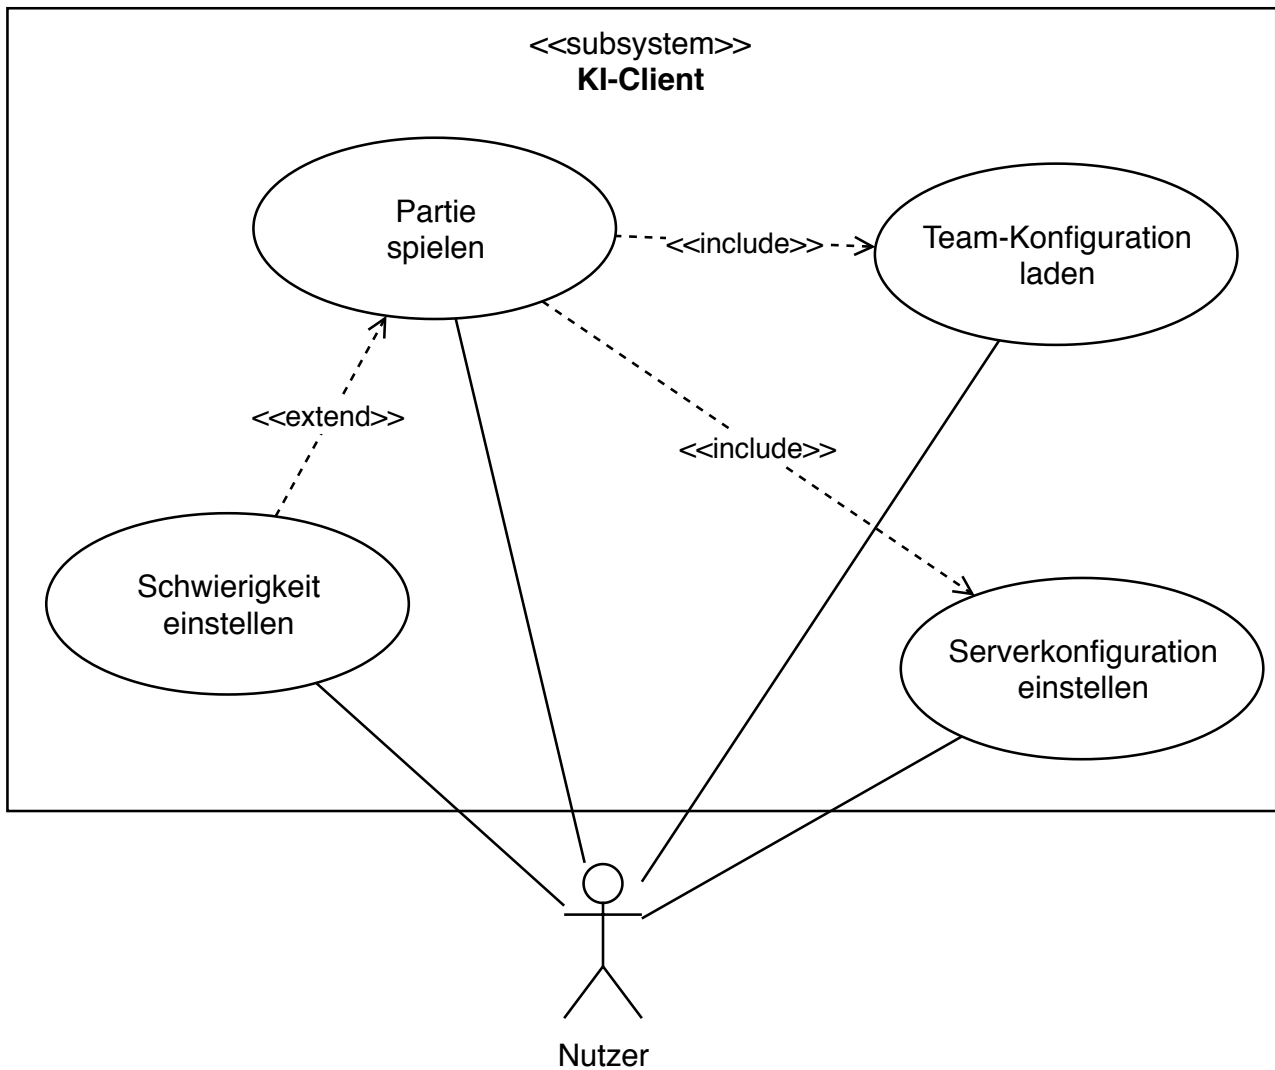 <<subsystem>>
KI-Client
Partie
spielen
<<include>>
Team-Konfiguration
laden
<<extend>>
<<include>>
Schwierigkeit
einstellen
Serverkonfiguration
einstellen
Nutzer